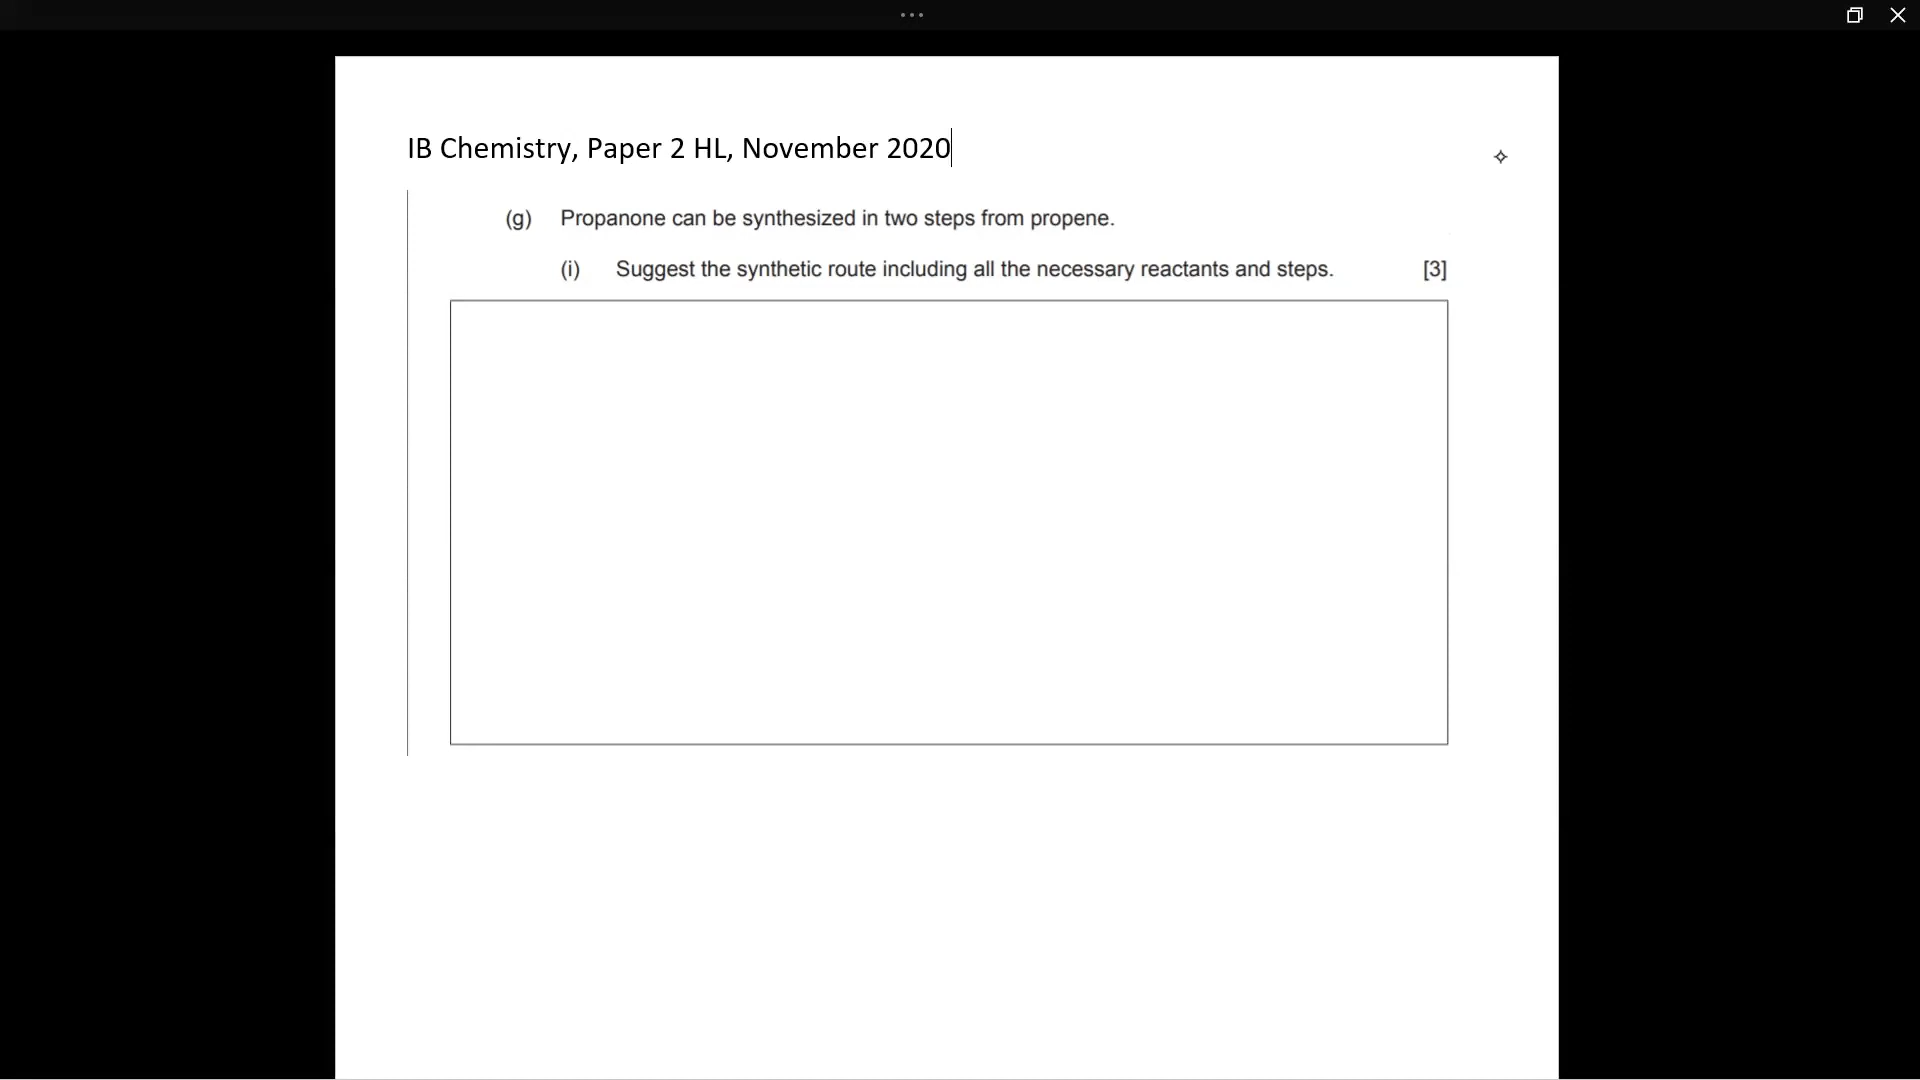 IB Chemistry, Paper 2 HL, November 2020
(g) Propanone can be synthesized in two steps from propene.
(i) Suggest the synthetic route including all the necessary reactants and steps. [3]